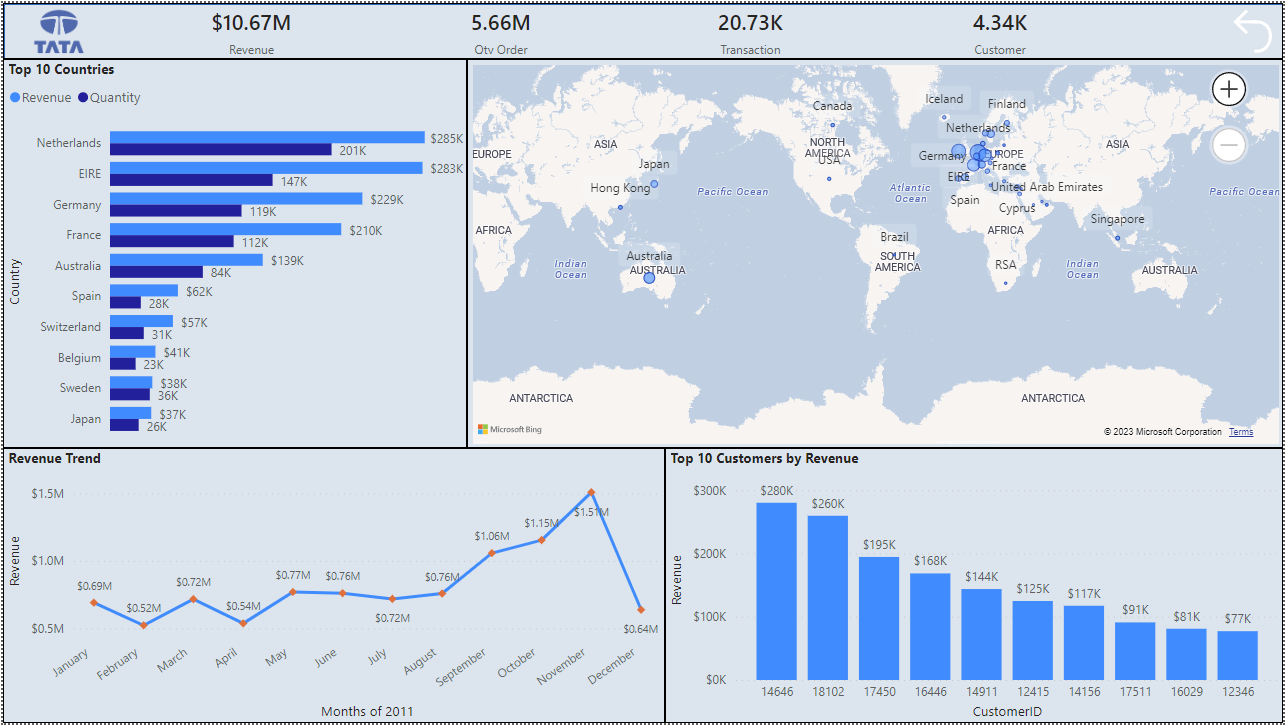 TATA
$10.67M
Revenue
5.66M
Qty Order
20.73K
Transaction
4.34K
Customer
Top 10 Countries
Revenue
Quantity
Country
Netherlands
$285K
201K
EIRE
$283K
147K
Germany
$229K
119K
France
$210K
112K
Australia
$139K
84K
Spain
$62K
28K
Switzerland
$57K
31K
Belgium
$41K
23K
Sweden
$38K
36K
Japan
$37K
26K
Iceland
Canada
Finland
Netherlands
NORTH
AMERICA
USA
ASIA
ASIA
EUROPE
Germany
EUROPE
Japan
France
EIRE
Hong Kong
Pacific Ocean
Atlantic
Ocean
United Arab Emirates
Pacific Oc
Spain
Cyprus
Singapore
AFRICA
AFRICA
Brazil
Australia
SOUTH
AMERICA
Indian
Ocean
AUSTRALIA
RSA
Indian
Ocean
AUSTRALIA
ANTARCTICA
ANTARCTICA
Microsoft Bing
© 2023 Microsoft Corporation Terms
Revenue Trend
Revenue
$1.5M
$1.0M
$0.5M
$0.69M
$0.52M
$0.72M
$0.54M
$0.77M
$0.76M
$0.72M
$0.76M
$1.06M
$1.15M
$1.51M
$0.64M
January
February
March
April
May
June
July
August
September
October
November
December
Months of 2011
Top 10 Customers by Revenue
Revenue
$300K
$200K
$100K
$0K
$280K
$260K
$195K
$168K
$144K
$125K
$117K
$91K
$81K
$77K
14646
18102
17450
16446
14911
12415
14156
17511
16029
12346
CustomerID